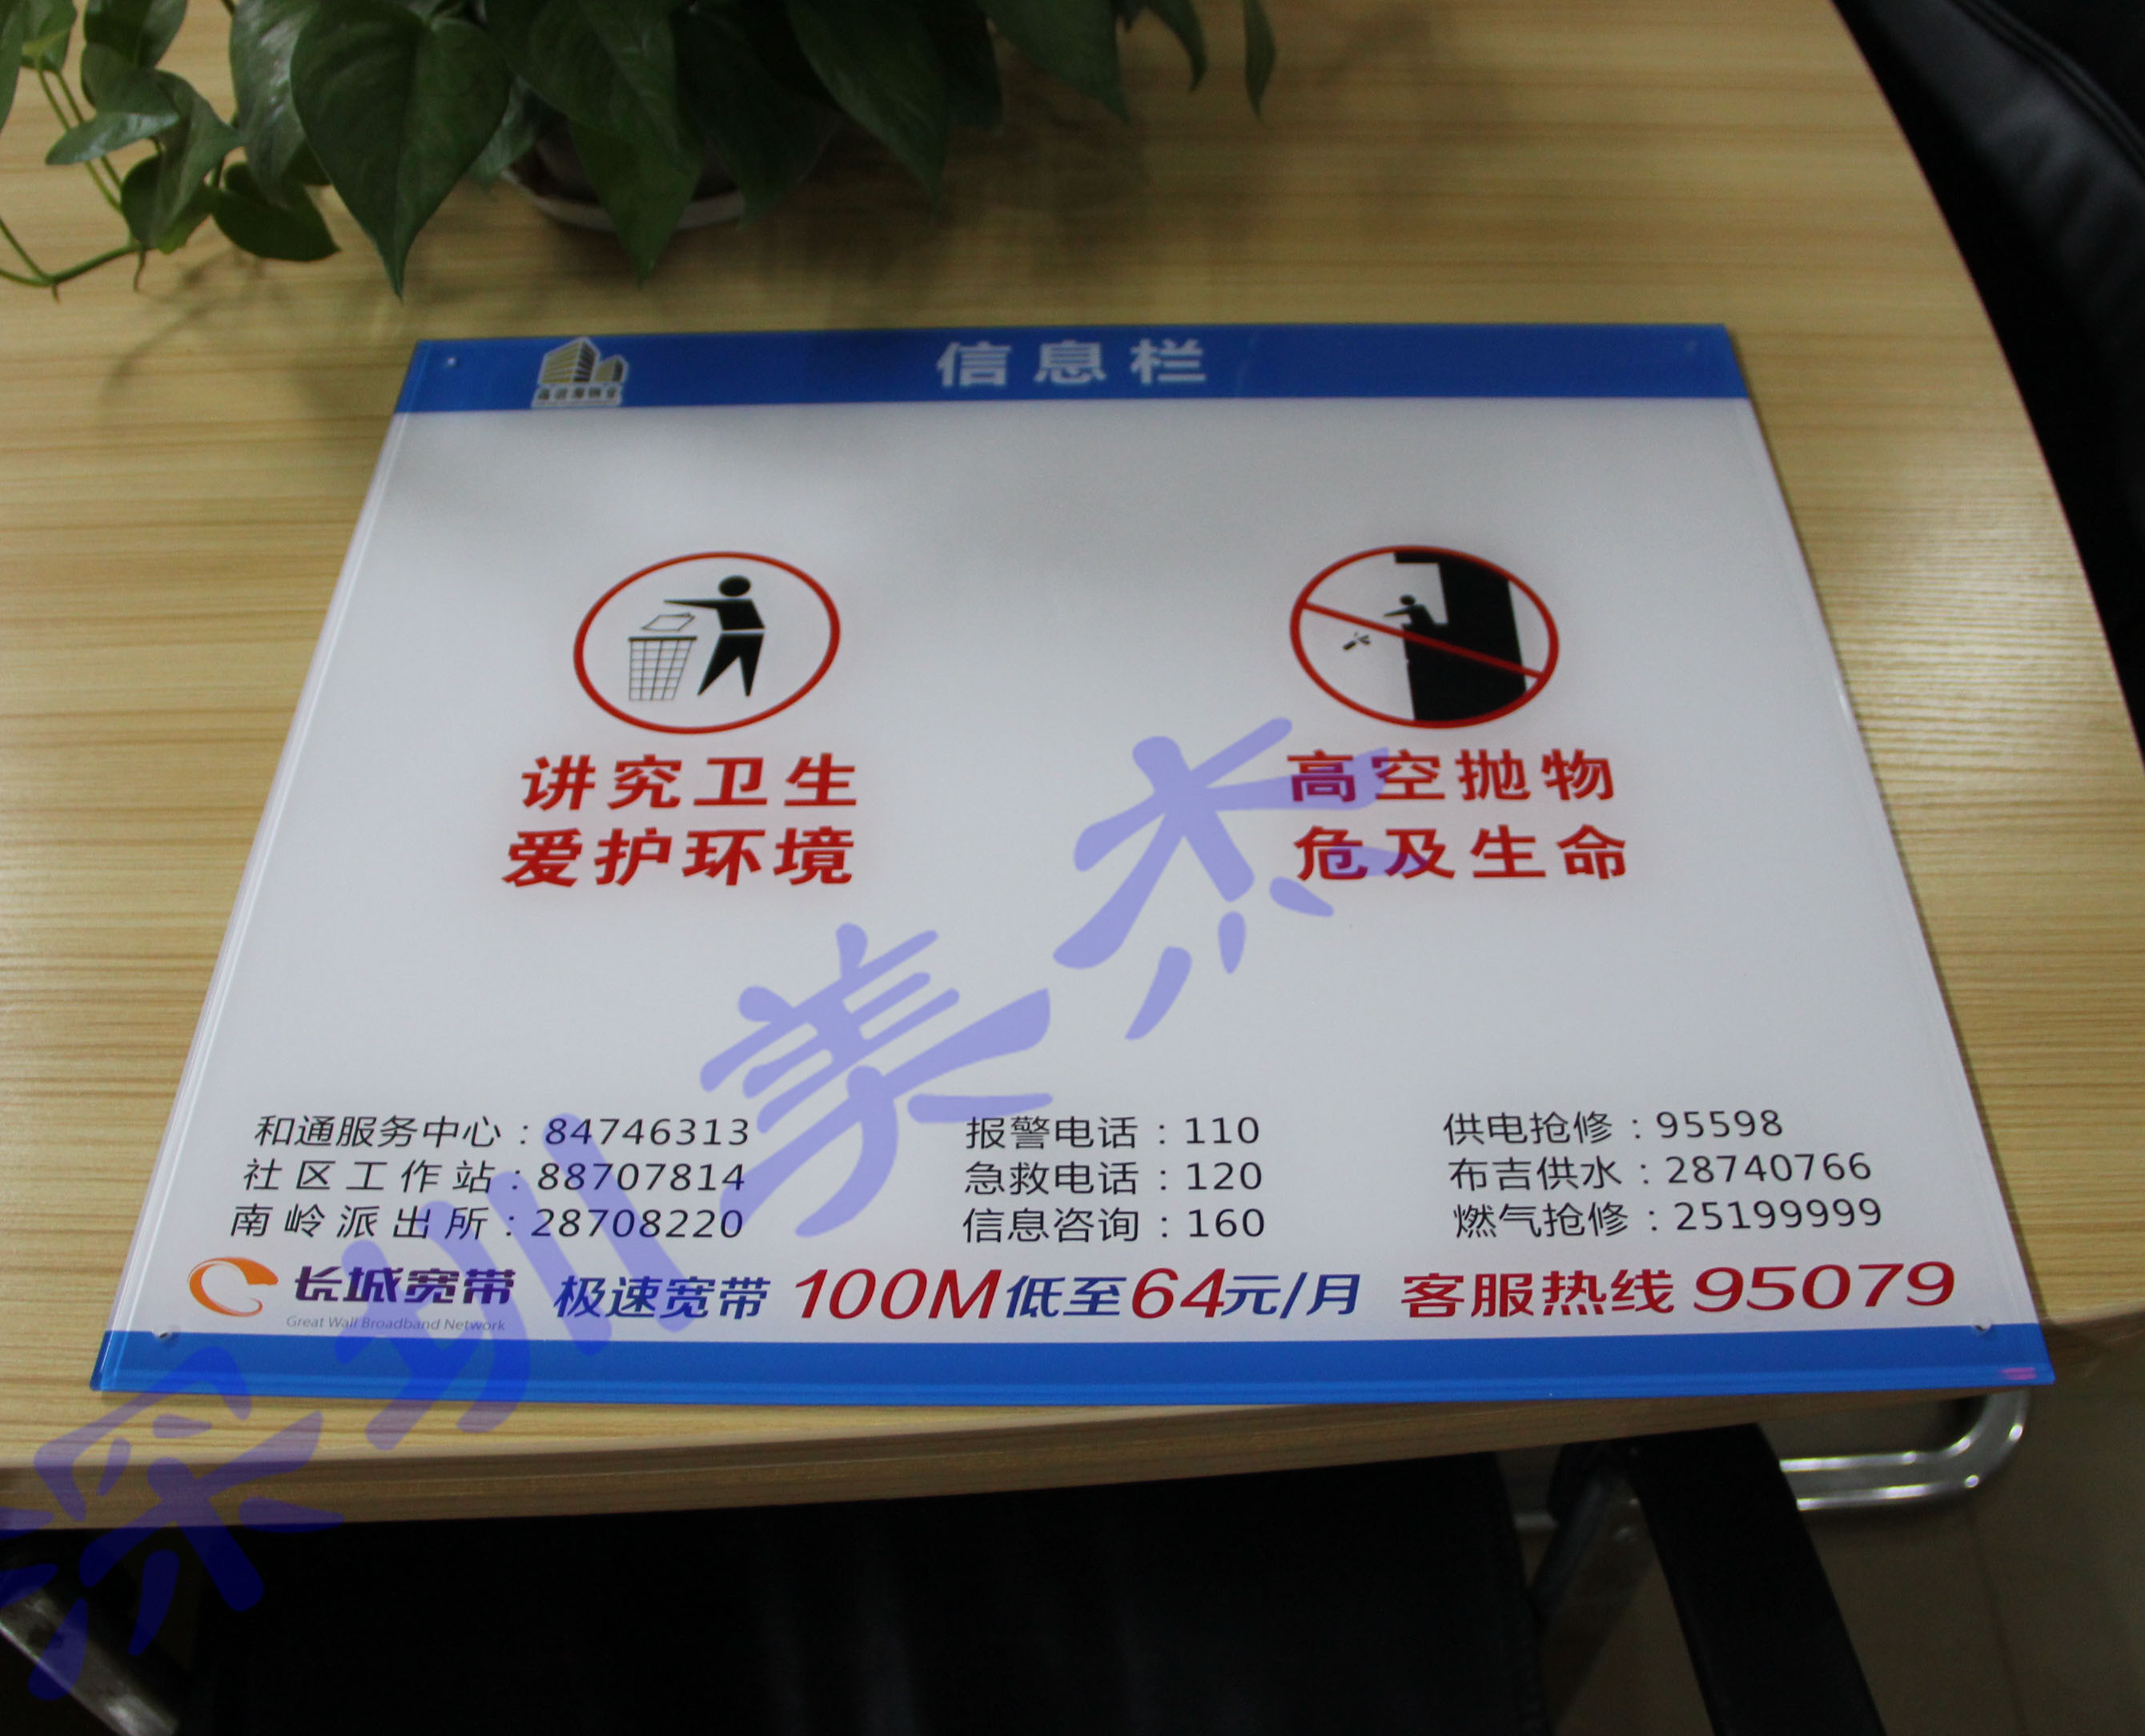 信息栏
讲究卫生
爱护环境
高空抛物
危及生命
和通服务中心：84746313
社区工作站：88707814
南岭派出所：28708220
报警电话：110
急救电话：120
信息咨询：160
供电抢修：95598
布吉供水：28740766
燃气抢修：25199999
长城宽带
Great Wall Broadband Network
极速宽带 100M低至64元/月 客服热线 95079
深圳美杰